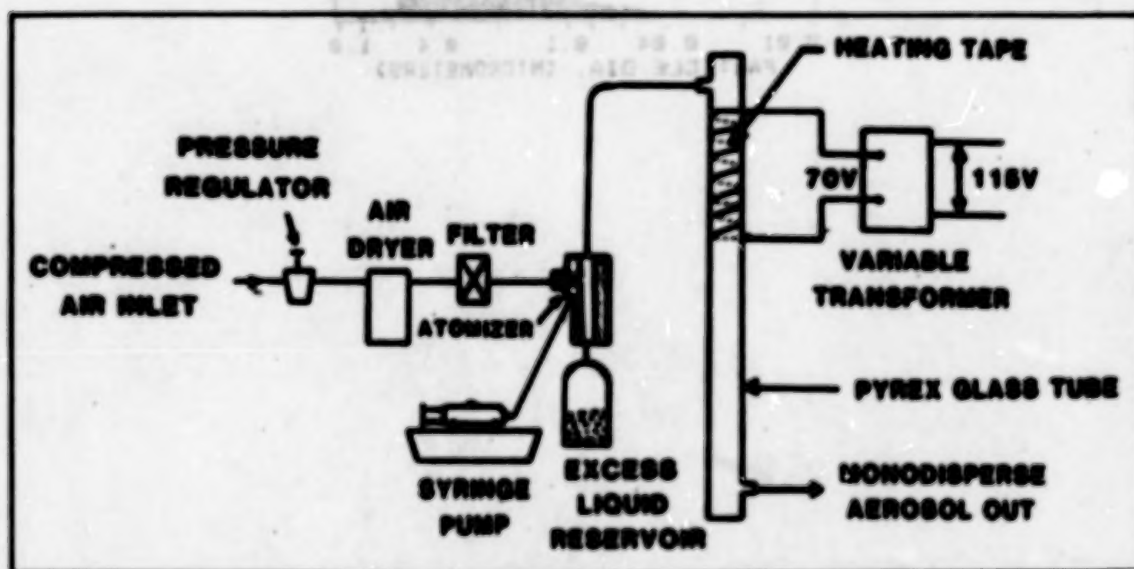 HEATING TAPE
PRESSURE
REGULATOR
AIR
DRYER
FILTER
70V
115V
COMPRESSED
AIR INLET
VARIABLE
TRANSFORMER
ATOMIZER
PYREX GLASS TUBE
SYRINGE
PUMP
EXCESS
LIQUID
RESERVOIR
MONODISPERSE
AEROSOL OUT